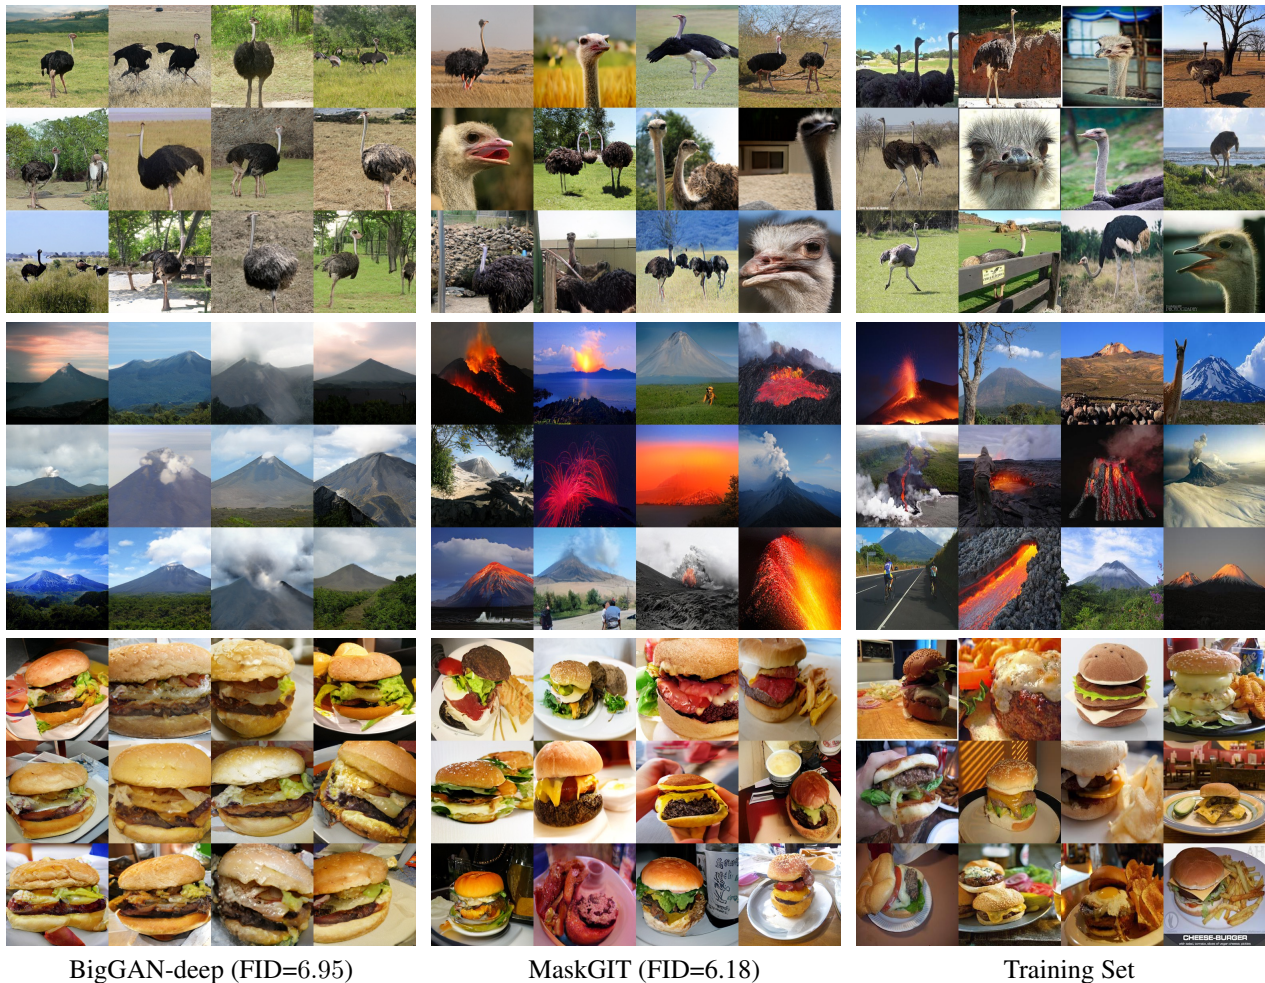 CHEESE-BURGER
BigGAN-deep (FID=6.95)
MaskGIT (FID=6.18)
Training Set